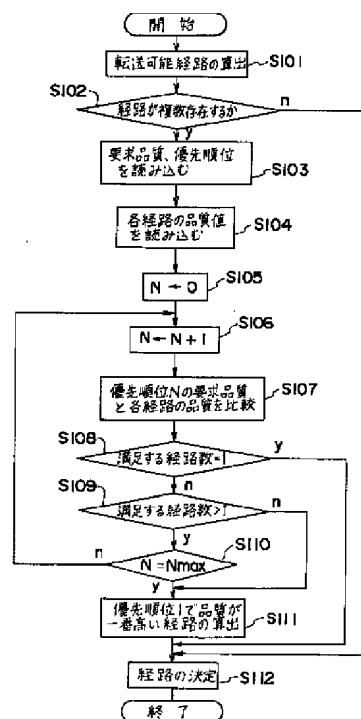 開始
転送可能経路の算出
S101
S102
経路が複数存在するか
n
y
要求品質、優先順位
を読み込む
S103
各経路の品質値
を読み込む
S104
N ← 0
S105
N ← N+1
S106
優先順位Nの要求品質
と各経路の品質を比較
S107
S108
満足する経路数=1
y
n
S109
満足する経路数>1
n
y
S110
N = Nmax
n
y
優先順位1で品質が
一番高い経路の算出
S111
経路の決定
S112
終了